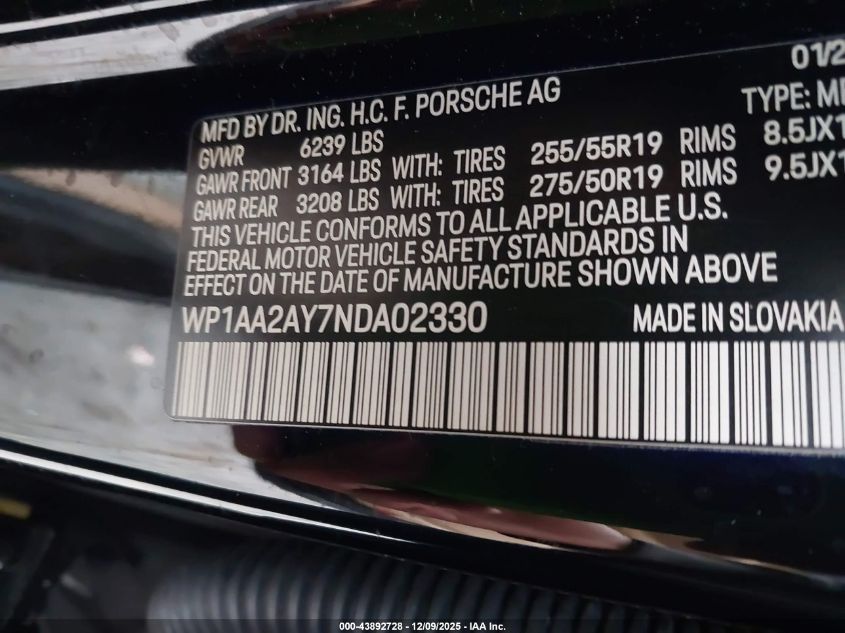 01/2
MFD BY DR. ING. H.C. F. PORSCHE AG TYPE: M
GVWR 6239 LBS
GAWR FRONT 3164 LBS WITH: TIRES 255/55R19 RIMS 8.5JX1
GAWR REAR 3208 LBS WITH: TIRES 275/50R19 RIMS 9.5JX1
THIS VEHICLE CONFORMS TO ALL APPLICABLE U.S.
FEDERAL MOTOR VEHICLE SAFETY STANDARDS IN
EFFECT ON THE DATE OF MANUFACTURE SHOWN ABOVE
WP1AA2AY7NDA02330 MADE IN SLOVAKIA
000-43892728 - 12/09/2025 - IAA Inc.